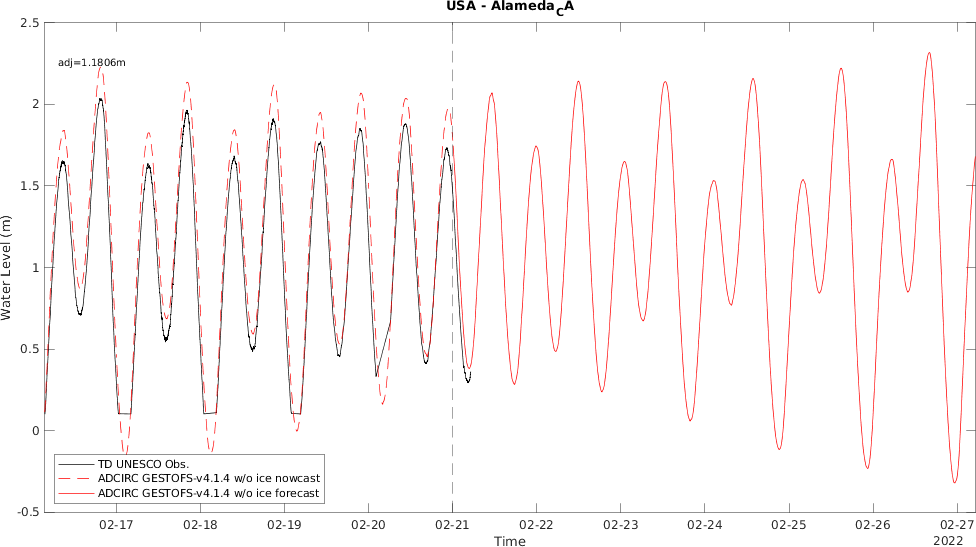 USA - Alameda_CA
2.5
adj=1.1806m
2
1.5
Water Level (m)
1
0.5
0
TD UNESCO Obs.
ADCIRC GESTOFS-v4.1.4 w/o ice nowcast
ADCIRC GESTOFS-v4.1.4 w/o ice forecast
-0.5
02-17 02-18 02-19 02-20 02-21 02-22 02-23 02-24 02-25 02-26 02-27
Time 2022